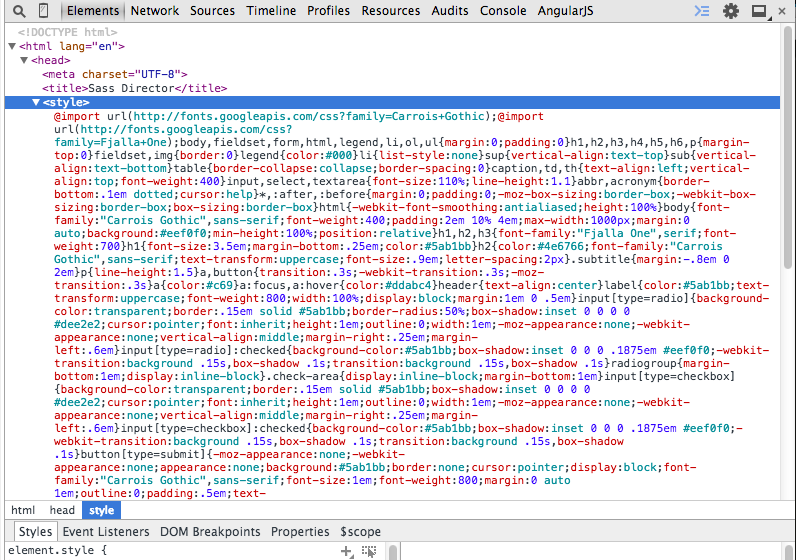 Elements Network Sources Timeline Profiles Resources Audits Console AngularJS
<!DOCTYPE html>
<html lang="en">
<head>
<meta charset="UTF-8">
<title>Sass Director</title>
<style>
@import url(http://fonts.googleapis.com/css?family=Carrois+Gothic);@import
url(http://fonts.googleapis.com/css?
family=Fjalla+One);body,fieldset,form,html,legend,li,ol,ul{margin:0;padding:0}h1,h2,h3,h4,h5,h6,p{margin-
top:0}fieldset,img{border:0}legend{color:#000}li{list-style:none}sup{vertical-align:text-top}sub{vertical-
align:text-bottom}table{border-collapse:collapse;border-spacing:0}caption,td,th{text-align:left;vertical-
align:top;font-weight:400}input,select,textarea{font-size:110%;line-height:1.1}abbr,acronym{border-
bottom:.1em dotted;cursor:help}*,:after,:before{margin:0;padding:0;-moz-box-sizing:border-box;-webkit-box-
sizing:border-box;box-sizing:border-box}html{-webkit-font-smoothing:antialiased;height:100%}body{font-
family:"Carrois Gothic",sans-serif;font-weight:400;padding:2em 10% 4em;max-width:1000px;margin:0
auto;background:#eef0f0;min-height:100%;position:relative}h1,h2,h3{font-family:"Fjalla One",serif;font-
weight:700}h1{font-size:3.5em;margin-bottom:.25em;color:#5ab1bb}h2{color:#4e6766;font-family:"Carrois
Gothic",sans-serif;text-transform:uppercase;font-size:.9em;letter-spacing:2px}.subtitle{margin:-.8em 0
2em}p{line-height:1.5}a,button{transition:.3s;-webkit-transition:.3s;-moz-
transition:.3s}a{color:#c69}a:focus,a:hover{color:#ddabc4}header{text-align:center}label{color:#5ab1bb;text-
transform:uppercase;font-weight:800;width:100%;display:block;margin:1em 0 .5em}input[type=radio]{background-
color:transparent;border:.15em solid #5ab1bb;border-radius:50%;box-shadow:inset 0 0 0 0
#dee2e2;cursor:pointer;font:inherit;height:1em;outline:0;width:1em;-moz-appearance:none;-webkit-
appearance:none;vertical-align:middle;margin-right:.25em;margin-
left:.6em}input[type=radio]:checked{background-color:#5ab1bb;box-shadow:inset 0 0 0 .1875em #eef0f0;-webkit-
transition:background .15s,box-shadow .1s;transition:background .15s,box-shadow .1s}radiogroup{margin-
bottom:1em;display:inline-block}.check-area{display:inline-block;margin-bottom:1em}input[type=checkbox]
{background-color:transparent;border:.15em solid #5ab1bb;box-shadow:inset 0 0 0 0
#dee2e2;cursor:pointer;font:inherit;height:1em;outline:0;width:1em;-moz-appearance:none;-webkit-
appearance:none;vertical-align:middle;margin-right:.25em;margin-
left:.6em}input[type=checkbox]:checked{background-color:#5ab1bb;box-shadow:inset 0 0 0 .1875em #eef0f0;-
webkit-transition:background .15s,box-shadow .1s;transition:background .15s,box-shadow
.1s}button[type=submit]{-moz-appearance:none;-webkit-
appearance:none;appearance:none;background:#5ab1bb;border:none;cursor:pointer;display:block;font-
family:"Carrois Gothic",sans-serif;font-size:1em;font-weight:800;margin:0 auto
1em;outline:0;padding:.5em;text-
html head style
Styles Event Listeners DOM Breakpoints Properties $scope
element.style {